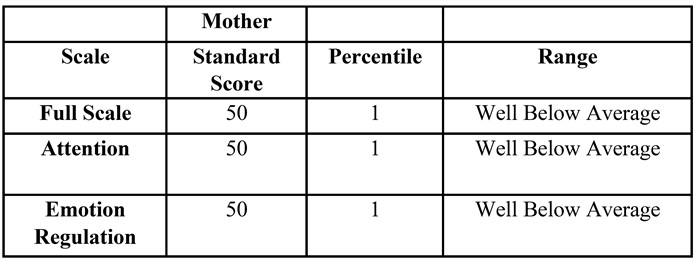 Mother
Scale Standard Score Percentile Range
Full Scale 50 1 Well Below Average
Attention 50 1 Well Below Average
Emotion Regulation 50 1 Well Below Average